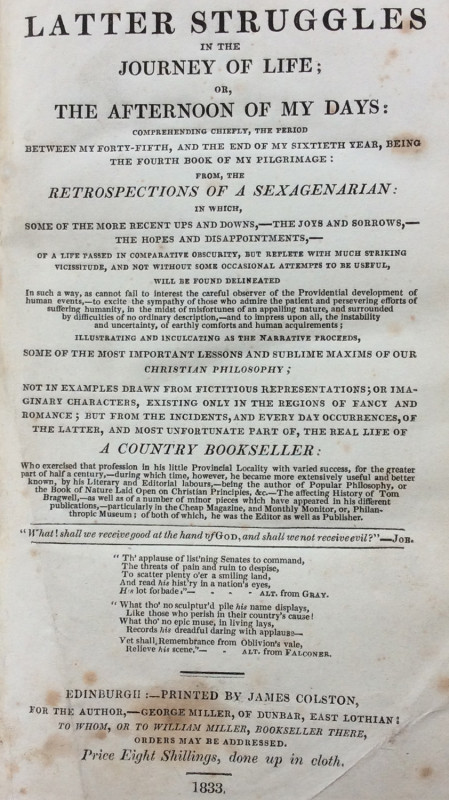 LATTER STRUGGLES
IN THE
JOURNEY OF LIFE;
OR,
THE AFTERNOON OF MY DAYS:
COMPREHENDING CHIEFLY, THE PERIOD
BETWEEN MY FORTY-FIFTH, AND THE END OF MY SIXTIETH YEAR, BEING
THE FOURTH BOOK OF MY PILGRIMAGE:
FROM, THE
RETROSPECTIONS OF A SEXAGENARIAN:
IN WHICH,
SOME OF THE MORE RECENT UPS AND DOWNS,—THE JOYS AND SORROWS,—
THE HOPES AND DISAPPOINTMENTS,—
OF A LIFE PASSED IN COMPARATIVE OBSCURITY, BUT REPLETE WITH MUCH STRIKING
VICISSITUDE, AND NOT WITHOUT SOME OCCASIONAL ATTEMPTS TO BE USEFUL,
WILL BE FOUND DELINEATED
In such a way, as cannot fail to interest the careful observer of the Providential development of
human events,—to excite the sympathy of those who admire the patient and persevering efforts of
suffering humanity, in the midst of misfortunes of an appalling nature, and surrounded
by difficulties of no ordinary description,—and to impress upon all, the instability
and uncertainty, of earthly comforts and human acquirements;
ILLUSTRATING AND INCULCATING AS THE NARRATIVE PROCEEDS,
SOME OF THE MOST IMPORTANT LESSONS AND SUBLIME MAXIMS OF OUR
CHRISTIAN PHILOSOPHY;
NOT IN EXAMPLES DRAWN FROM FICTITIOUS REPRESENTATIONS; OR IMA-
GINARY CHARACTERS, EXISTING ONLY IN THE REGIONS OF FANCY AND
ROMANCE; BUT FROM THE INCIDENTS, AND EVERY DAY OCCURRENCES, OF
THE LATTER, AND MOST UNFORTUNATE PART OF, THE REAL LIFE OF
A COUNTRY BOOKSELLER:
Who exercised that profession in his little Provincial Locality with varied success, for the greater
part of half a century,—during which time, however, he became more extensively useful and better
known, by his Literary and Editorial labours,—being the author of Popular Philosophy, or
the Book of Nature Laid Open on Christian Principles, &c.—The affecting History of Tom
Bragwell,—as well as of a number of minor pieces which have appeared in his different
publications,—particularly in the Cheap Magazine, and Monthly Monitor, or, Philan-
thropic Museum; of both of which, he was the Editor as well as Publisher.
"What! shall we receive good at the hand of GOD, and shall we not receive evil?"—JOB.
"Th' applause of list'ning Senates to command,
The threats of pain and ruin to despise,
To scatter plenty o'er a smiling land,
And read his hist'ry in a nation's eyes,
His lot forbade;"— - - - ALT. from GRAY.
"What tho' no sculptur'd pile his name displays,
Like those who perish in their country's cause!
What tho' no epic muse, in living lays,
Records his dreadful daring with applause—
Yet shall, Remembrance from Oblivion's vale,
Relieve his scene,"— - ALT. from FALCONER.
EDINBURGH:—PRINTED BY JAMES COLSTON,
FOR THE AUTHOR,—GEORGE MILLER, OF DUNBAR, EAST LOTHIAN;
TO WHOM, OR TO WILLIAM MILLER, BOOKSELLER THERE,
ORDERS MAY BE ADDRESSED.
Price Eight Shillings, done up in cloth.
1833.